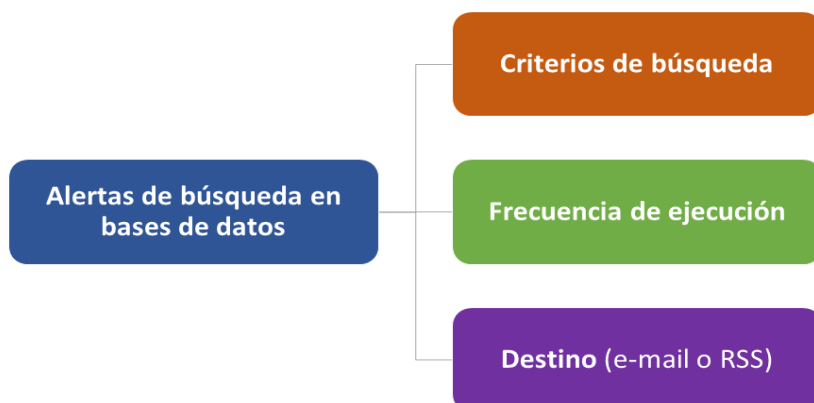 Criterios de búsqueda
Alertas de búsqueda en
bases de datos
Frecuencia de ejecución
Destino (e-mail o RSS)